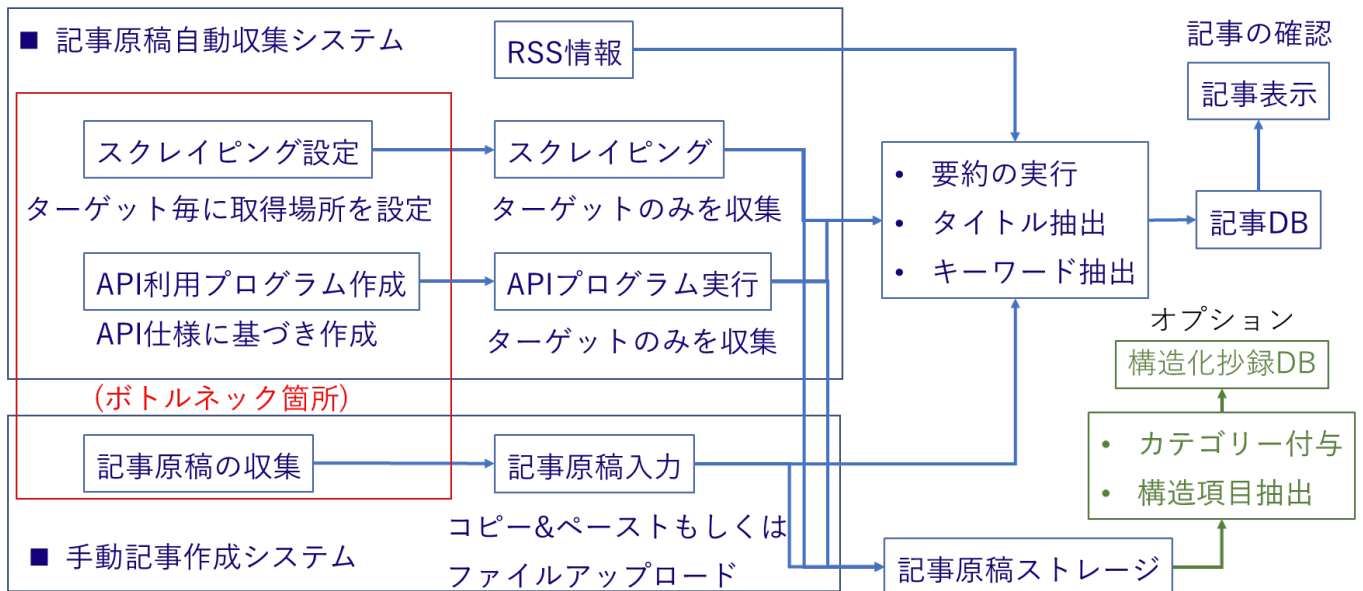 ■ 記事原稿自動収集システム
RSS情報
スクレイピング設定
スクレイピング
ターゲット毎に取得場所を設定
ターゲットのみを収集
API利用プログラム作成
APIプログラム実行
API仕様に基づき作成
ターゲットのみを収集
(ボトルネック箇所)
記事原稿の収集
記事原稿入力
コピー&ペーストもしくは
ファイルアップロード
■ 手動記事作成システム
• 要約の実行
• タイトル抽出
• キーワード抽出
記事の確認
記事表示
記事DB
オプション
構造化抄録DB
• カテゴリー付与
• 構造項目抽出
記事原稿ストレージ